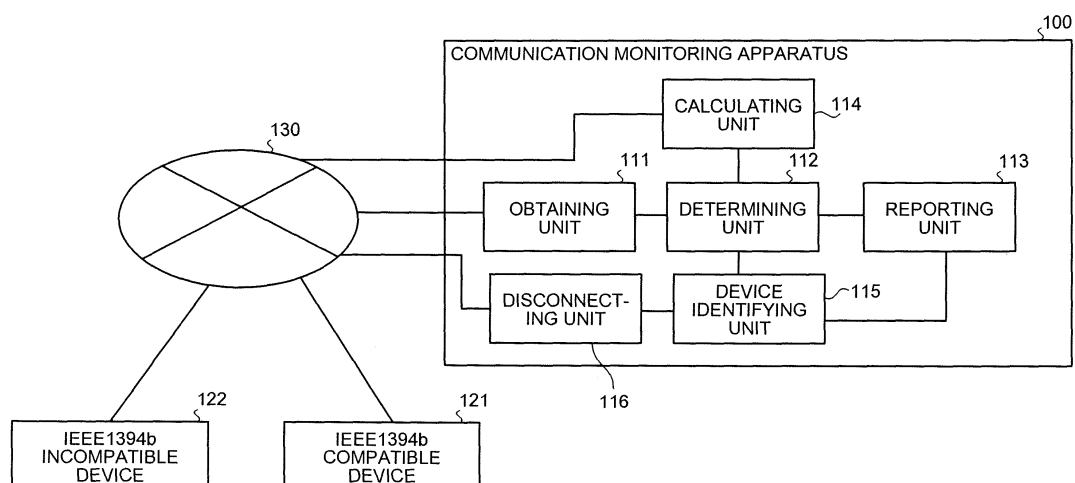 100
COMMUNICATION MONITORING APPARATUS
CALCULATING
UNIT
114
130
111
112
113
OBTAINING
UNIT
DETERMINING
UNIT
REPORTING
UNIT
DISCONNECT-
ING UNIT
DEVICE
IDENTIFYING
UNIT
115
116
122
121
IEEE1394b
INCOMPATIBLE
DEVICE
IEEE1394b
COMPATIBLE
DEVICE